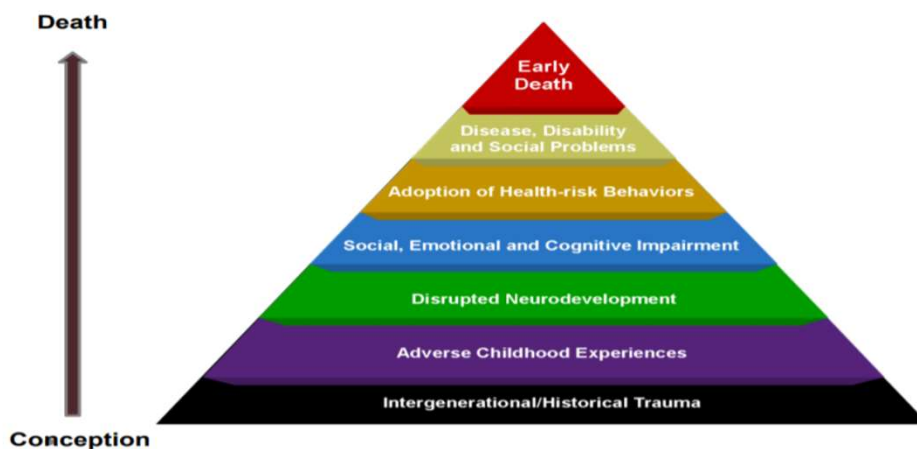 Death
Early
Death
Disease, Disability
and Social Problems
Adoption of Health-risk Behaviors
Social, Emotional and Cognitive Impairment
Disrupted Neurodevelopment
Adverse Childhood Experiences
Intergenerational/Historical Trauma
Conception